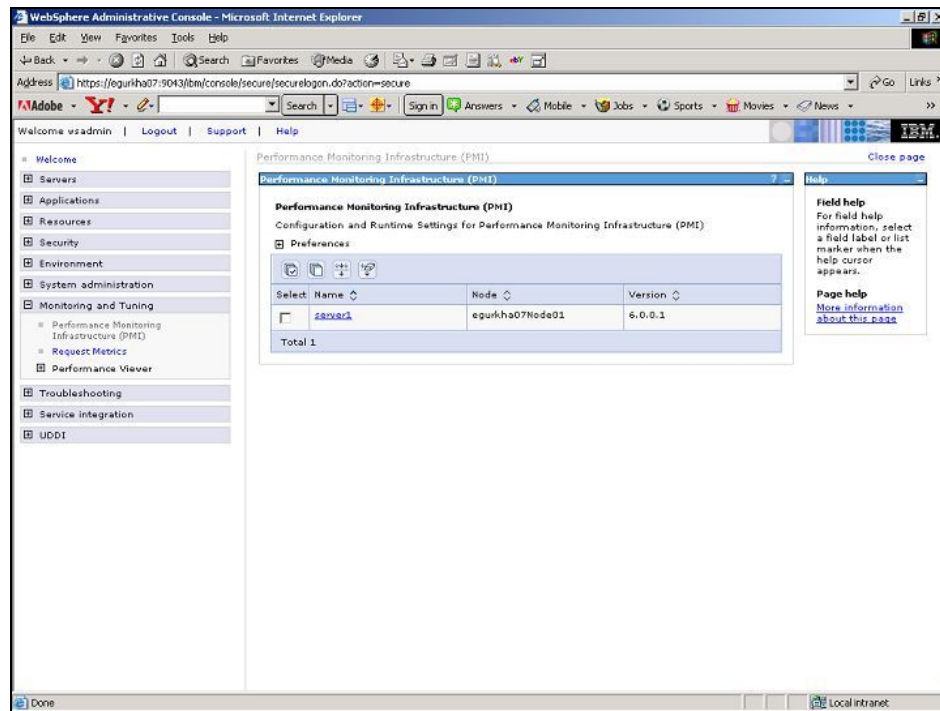 WebSphere Administrative Console - Microsoft Internet Explorer
File Edit View Favorites Tools Help
Back Search Favorites Media
Address https://egurkha07:9043/ibm/console/secure/securelogon.do?action=secure Go Links
Adobe Y! Search Sign in Answers Mobile Jobs Sports Movies News
Welcome vsadmin | Logout | Support | Help IBM.
Welcome
Servers
Applications
Resources
Security
Environment
System administration
Monitoring and Tuning
Performance Monitoring
Infrastructure (PMI)
Request Metrics
Performance Viewer
Troubleshooting
Service integration
UDDI
Performance Monitoring Infrastructure (PMI) Close page
Performance Monitoring Infrastructure (PMI) ? -
Performance Monitoring Infrastructure (PMI)
Configuration and Runtime Settings for Performance Monitoring Infrastructure (PMI)
Preferences
Select Name Node Version
server1 egurkha07Node01 6.0.0.1
Total 1
Help -
Field help
For field help
information, select
a field label or list
marker when the
help cursor
appears.
Page help
More information
about this page
Done Local intranet